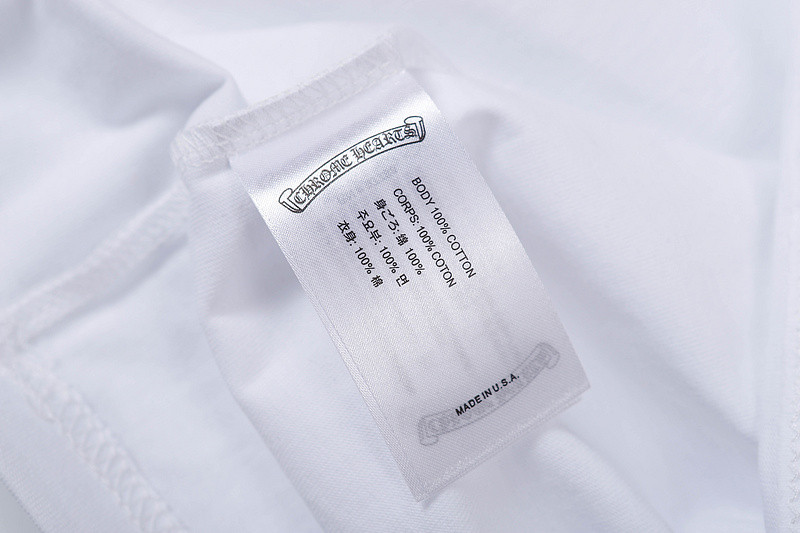 CHROME HEARTS
BODY 100% COTTON
CORPS: 100% COTON
身ごろ: 綿 100%
주요부: 100% 면
衣身: 100% 棉
MADE IN U.S.A.